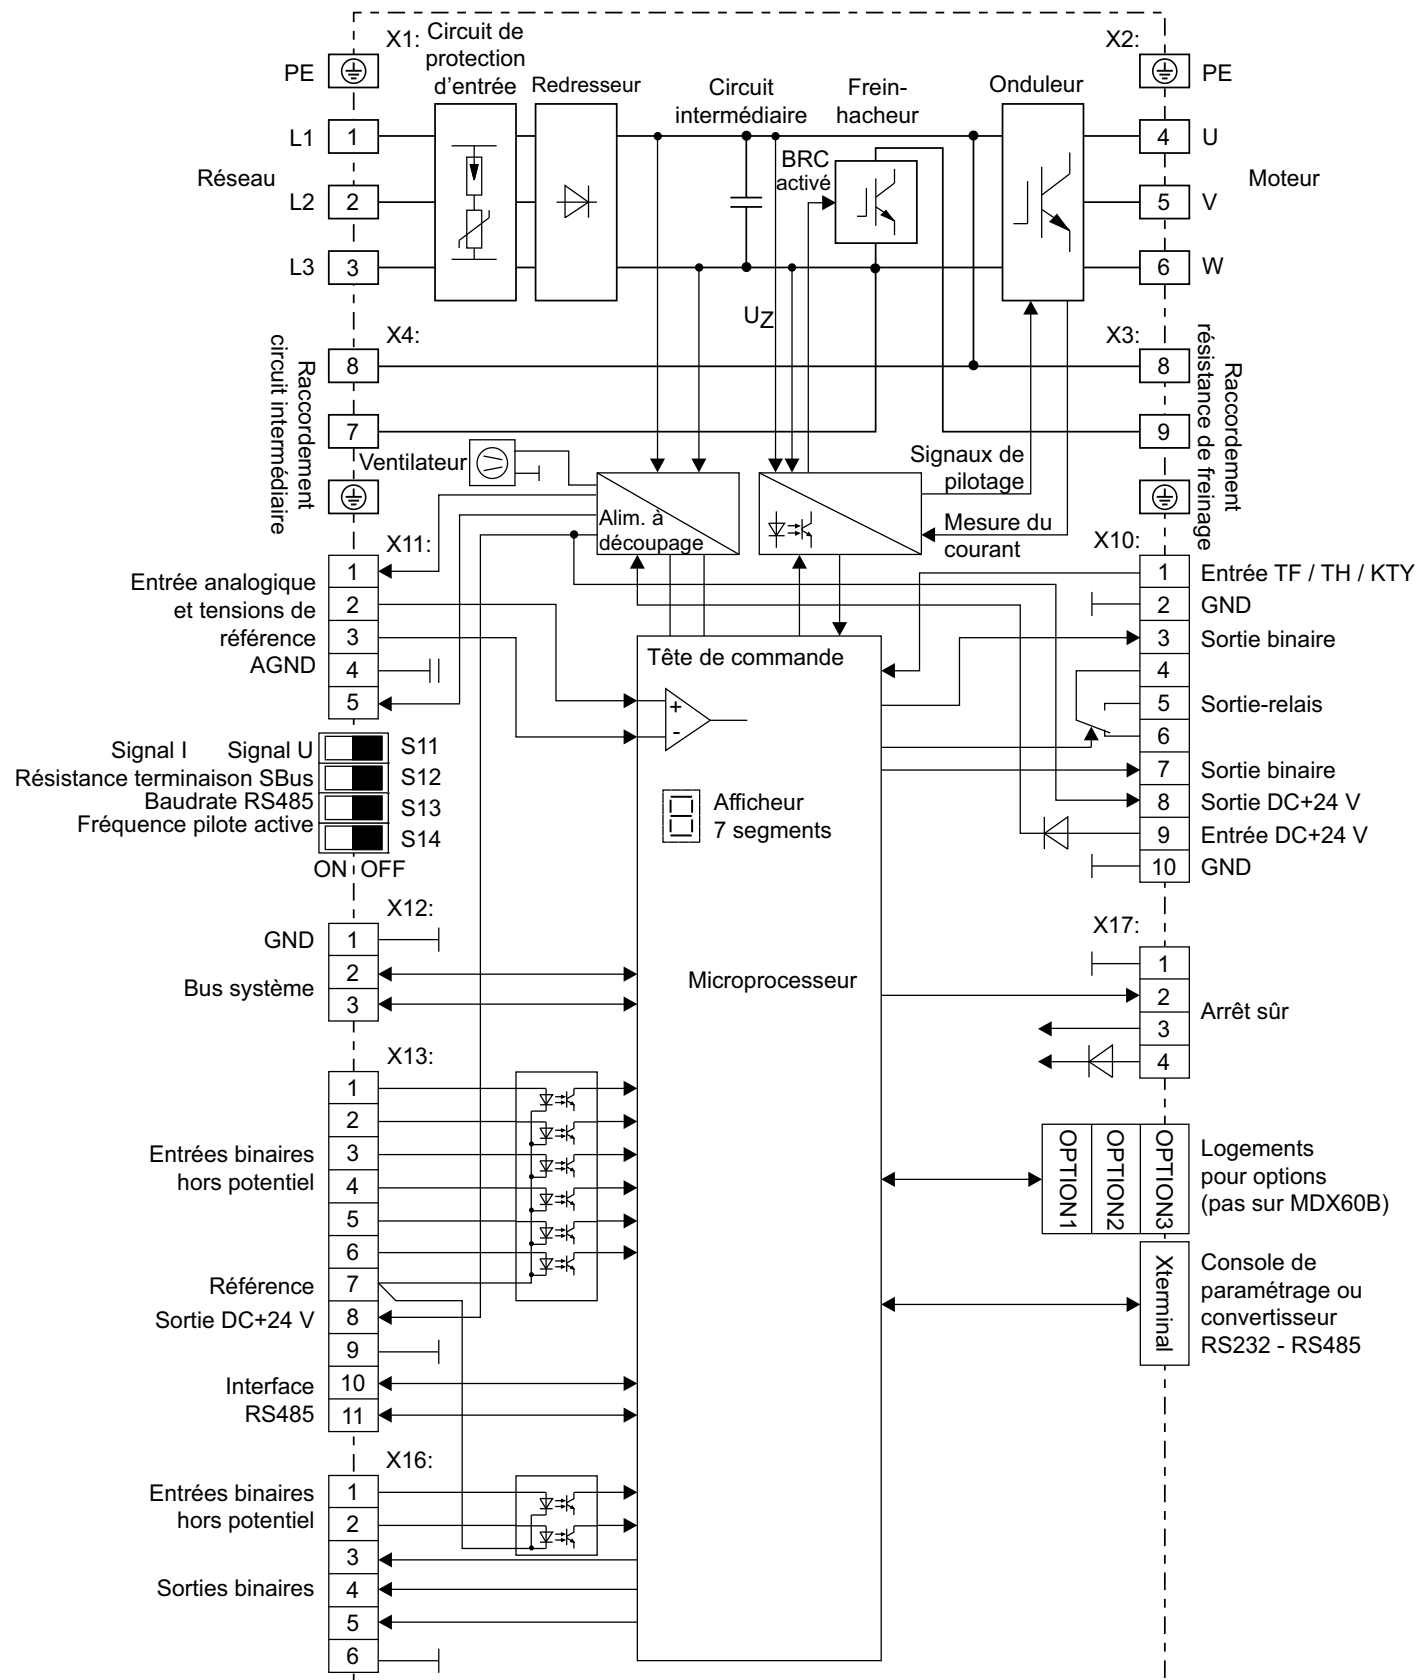 X1:
Circuit de
protection
d'entrée
Redresseur
Circuit
intermédiaire
Frein-
hacheur
Onduleur
X2:
PE
PE
L1
1
4
U
BRC
activé
Réseau
Moteur
L2
2
5
V
L3
3
6
W
UZ
X4:
X3:
8
8
7
9
Raccordement
circuit intermédiaire
Raccordement
résistance de freinage
Ventilateur
Signaux de
pilotage
Alim. à
découpage
Mesure du
courant
X11:
Entrée analogique
et tensions de
référence
AGND
1
2
3
4
5
X10:
1 Entrée TF / TH / KTY
2 GND
3 Sortie binaire
4
5 Sortie-relais
6
7 Sortie binaire
8 Sortie DC+24 V
9 Entrée DC+24 V
10 GND
Tête de commande
+
-
Signal I Signal U S11
Résistance terminaison SBus S12
Baudrate RS485 S13
Fréquence pilote active S14
ON OFF
Afficheur
7 segments
Microprocesseur
X12:
GND 1
2
Bus système
3
X17:
1
2
Arrêt sûr
3
4
X13:
1
2
Entrées binaires
hors potentiel
3
4
5
6
Référence 7
Sortie DC+24 V 8
9
Interface
RS485
10
11
OPTION1
OPTION2
OPTION3
Logements
pour options
(pas sur MDX60B)
Xterminal
Console de
paramétrage ou
convertisseur
RS232 - RS485
X16:
Entrées binaires
hors potentiel
1
2
3
Sorties binaires 4
5
6